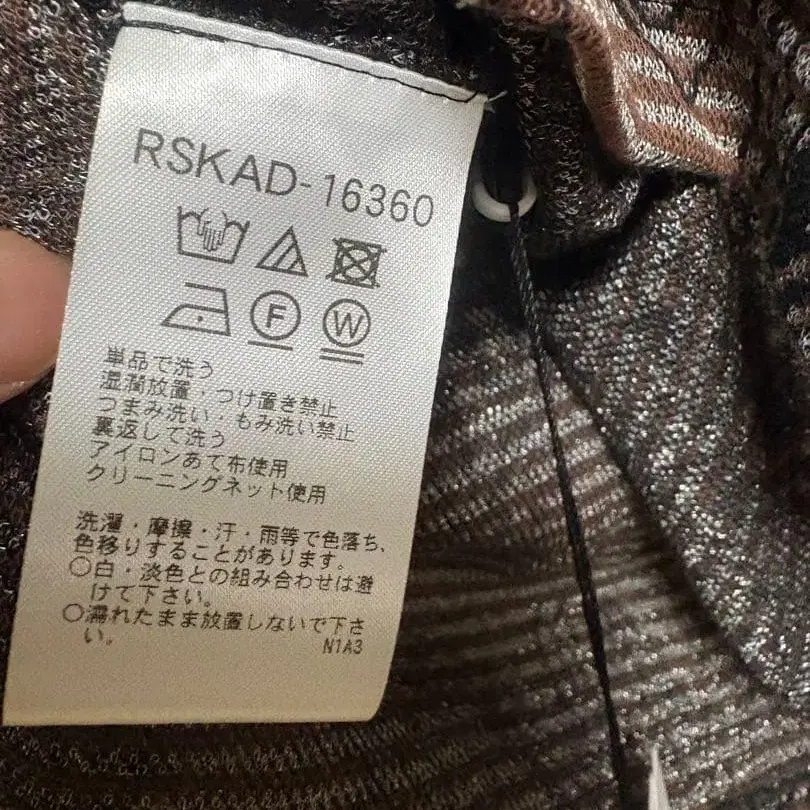 RSKAD-16360
F W
単品で洗う
湿潤放置・つけ置き禁止
つまみ洗い・もみ洗い禁止
裏返して洗う
アイロンあて布使用
クリーニングネット使用
洗濯・摩擦・汗・雨等で色落ち、
色移りすることがあります。
○白・淡色との組み合わせは避
けて下さい。
○濡れたまま放置しないで下さ
い。
N1A3